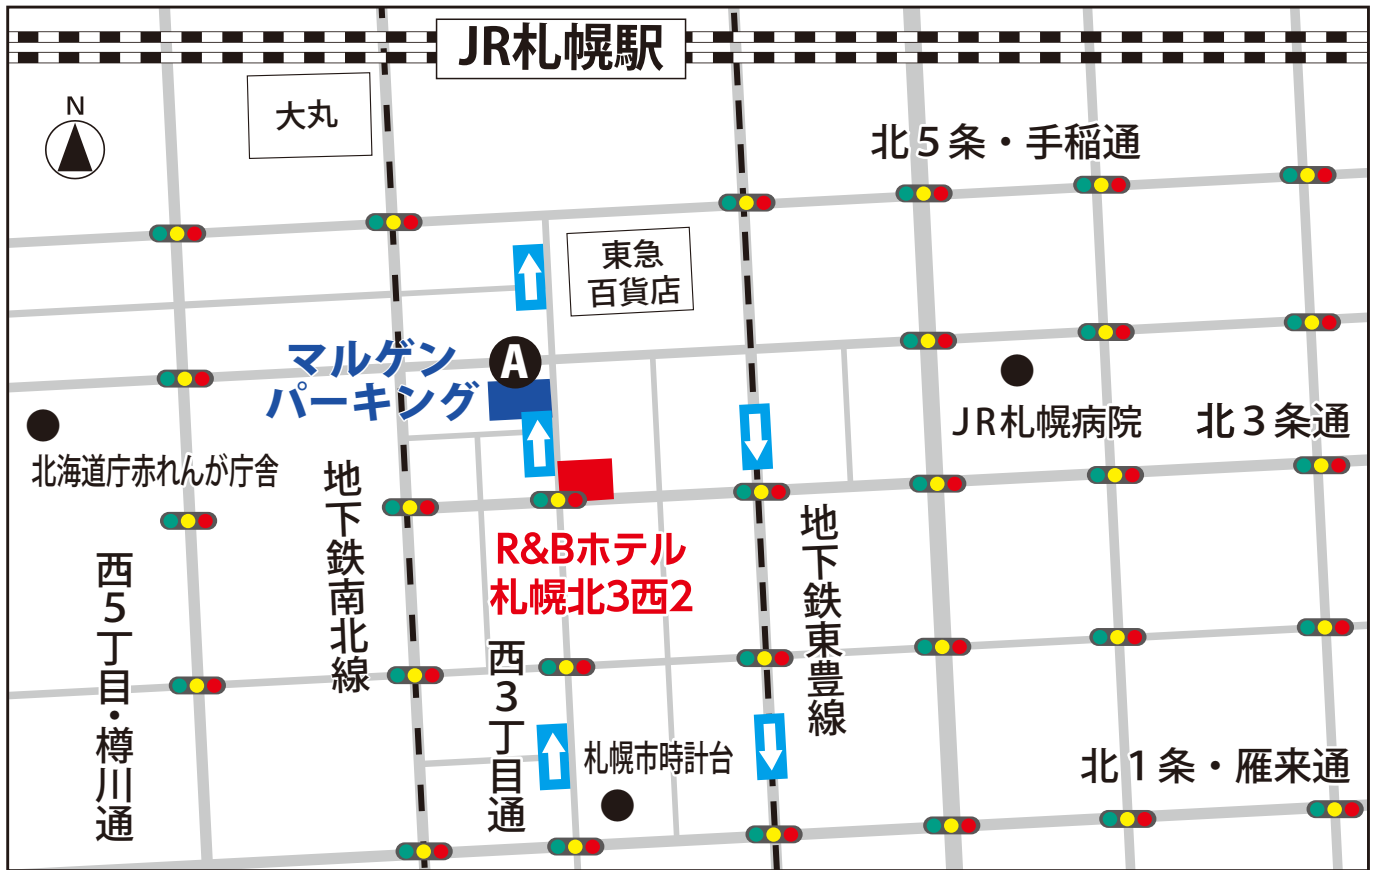 JR札幌駅
N
大丸
北5条・手稲通
東急
百貨店
マルゲン
パーキング
A
JR札幌病院
北3条通
北海道庁赤れんが庁舎
地下鉄南北線
R&Bホテル
札幌北3西2
地下鉄東豊線
西5丁目・樽川通
西3丁目通
札幌市時計台
北1条・雁来通